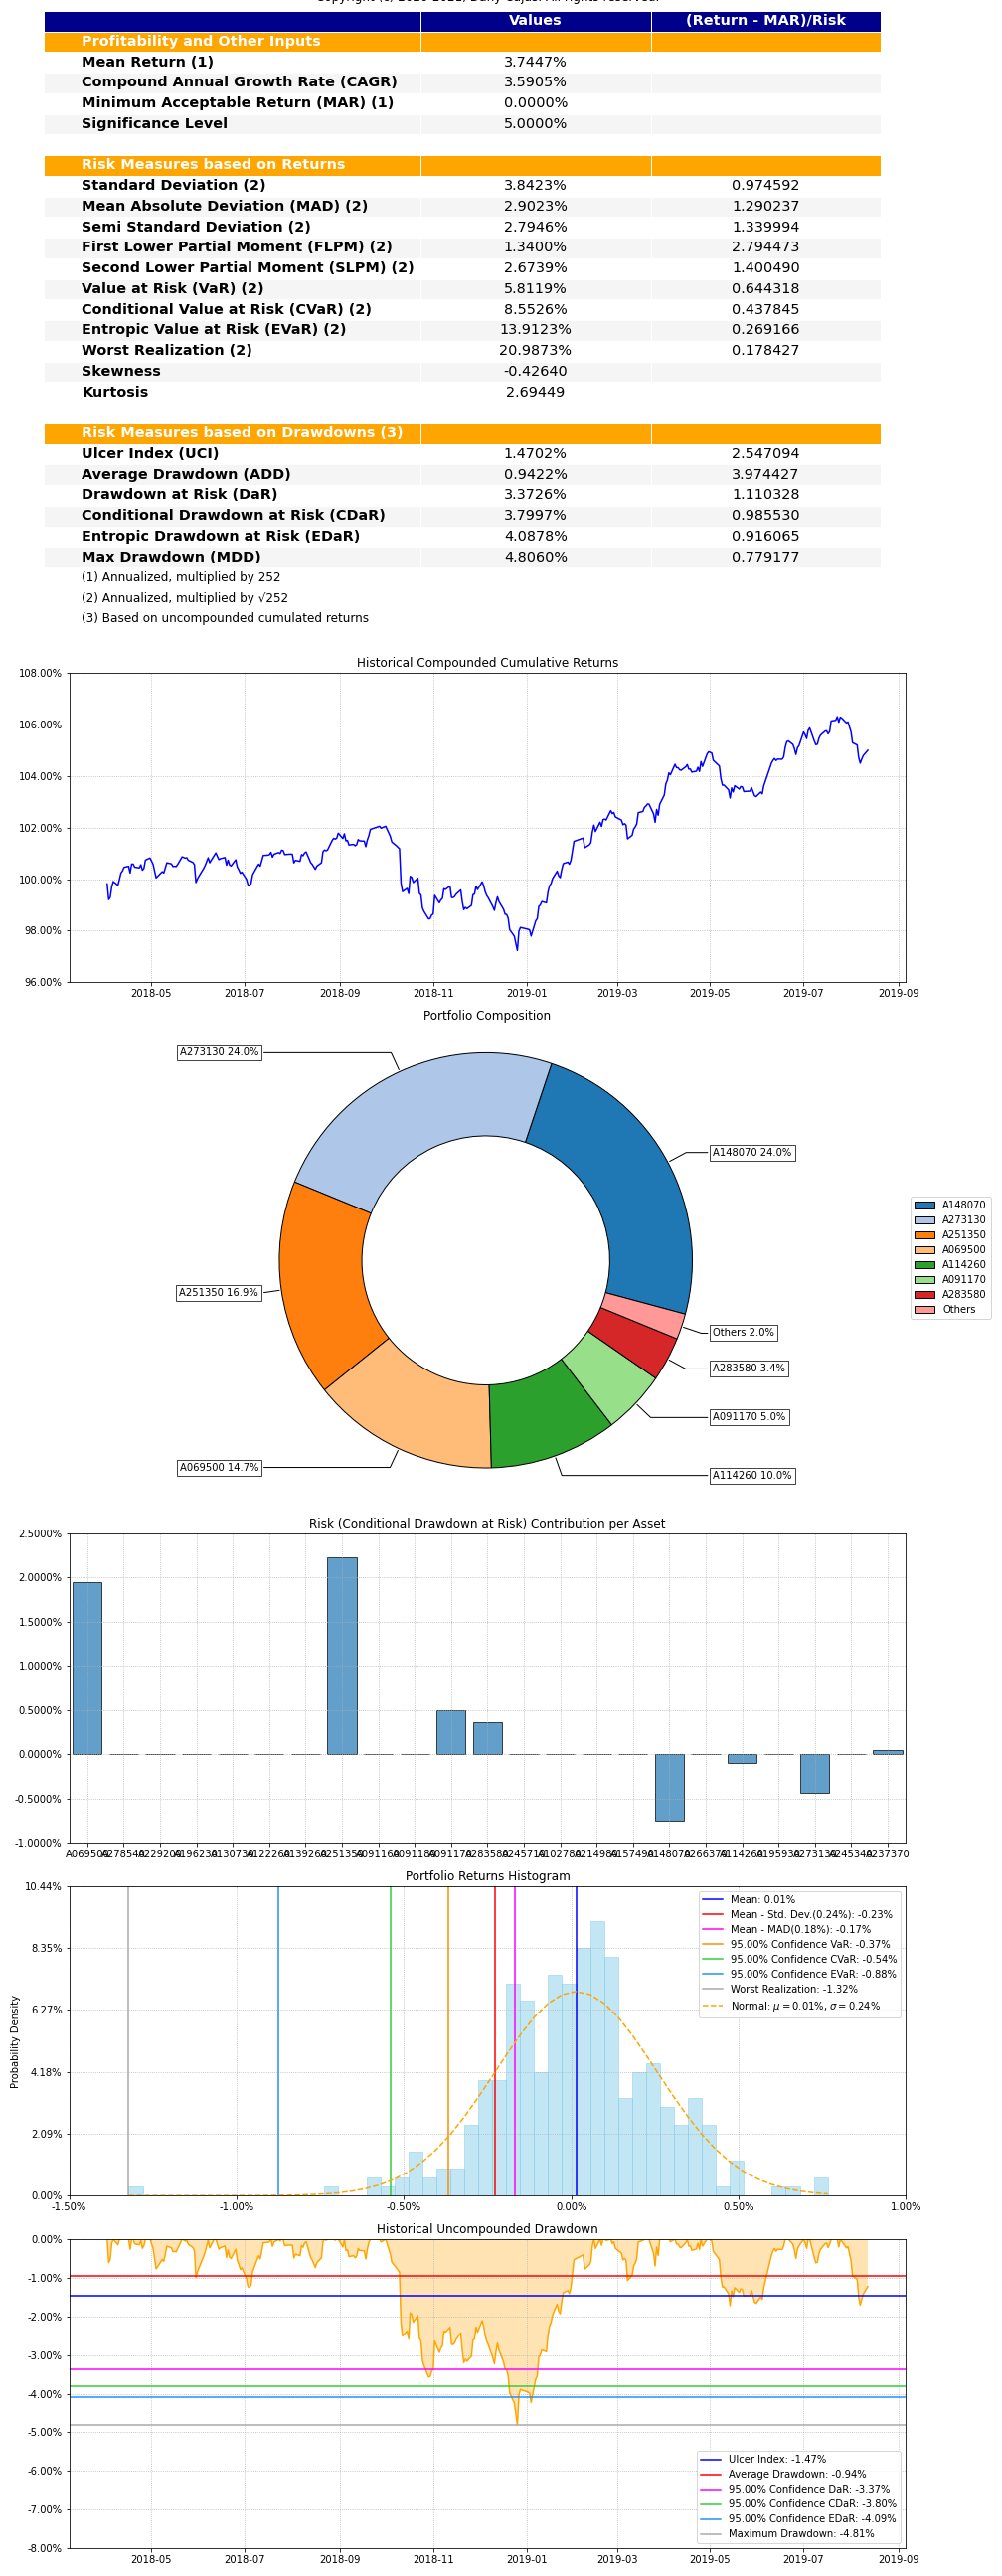 Values (Return - MAR)/Risk
Profitability and Other Inputs
Mean Return (1) 3.7447%
Compound Annual Growth Rate (CAGR) 3.5905%
Minimum Acceptable Return (MAR) (1) 0.0000%
Significance Level 5.0000%
Risk Measures based on Returns
Standard Deviation (2) 3.8423% 0.974592
Mean Absolute Deviation (MAD) (2) 2.9023% 1.290237
Semi Standard Deviation (2) 2.7946% 1.339994
First Lower Partial Moment (FLPM) (2) 1.3400% 2.794473
Second Lower Partial Moment (SLPM) (2) 2.6739% 1.400490
Value at Risk (VaR) (2) 5.8119% 0.644318
Conditional Value at Risk (CVaR) (2) 8.5526% 0.437845
Entropic Value at Risk (EVaR) (2) 13.9123% 0.269166
Worst Realization (2) 20.9873% 0.178427
Skewness -0.42640
Kurtosis 2.69449
Risk Measures based on Drawdowns (3)
Ulcer Index (UCI) 1.4702% 2.547094
Average Drawdown (ADD) 0.9422% 3.974427
Drawdown at Risk (DaR) 3.3726% 1.110328
Conditional Drawdown at Risk (CDaR) 3.7997% 0.985530
Entropic Drawdown at Risk (EDaR) 4.0878% 0.916065
Max Drawdown (MDD) 4.8060% 0.779177
(1) Annualized, multiplied by 252
(2) Annualized, multiplied by √252
(3) Based on uncompounded cumulated returns
Historical Compounded Cumulative Returns
108.00%
106.00%
104.00%
102.00%
100.00%
98.00%
96.00%
2018-05 2018-07 2018-09 2018-11 2019-01 2019-03 2019-05 2019-07 2019-09
Portfolio Composition
A273130 24.0%
A148070 24.0%
A251350 16.9%
Others 2.0%
A283580 3.4%
A091170 5.0%
A069500 14.7%
A114260 10.0%
A148070
A273130
A251350
A069500
A114260
A091170
A283580
Others
Risk (Conditional Drawdown at Risk) Contribution per Asset
2.5000%
2.0000%
1.5000%
1.0000%
0.5000%
0.0000%
-0.5000%
-1.0000%
A237370
Portfolio Returns Histogram
Probability Density
10.44%
8.35%
6.27%
4.18%
2.09%
0.00%
-1.50% -1.00% -0.50% 0.00% 0.50% 1.00%
Mean: 0.01%
Mean - Std. Dev.(0.24%): -0.23%
Mean - MAD(0.18%): -0.17%
95.00% Confidence VaR: -0.37%
95.00% Confidence CVaR: -0.54%
95.00% Confidence EVaR: -0.88%
Worst Realization: -1.32%
Normal: μ = 0.01%, σ = 0.24%
Historical Uncompounded Drawdown
0.00%
-1.00%
-2.00%
-3.00%
-4.00%
-5.00%
-6.00%
-7.00%
-8.00%
Ulcer Index: -1.47%
Average Drawdown: -0.94%
95.00% Confidence DaR: -3.37%
95.00% Confidence CDaR: -3.80%
95.00% Confidence EDaR: -4.09%
Maximum Drawdown: -4.81%
2018-05 2018-07 2018-09 2018-11 2019-01 2019-03 2019-05 2019-07 2019-09